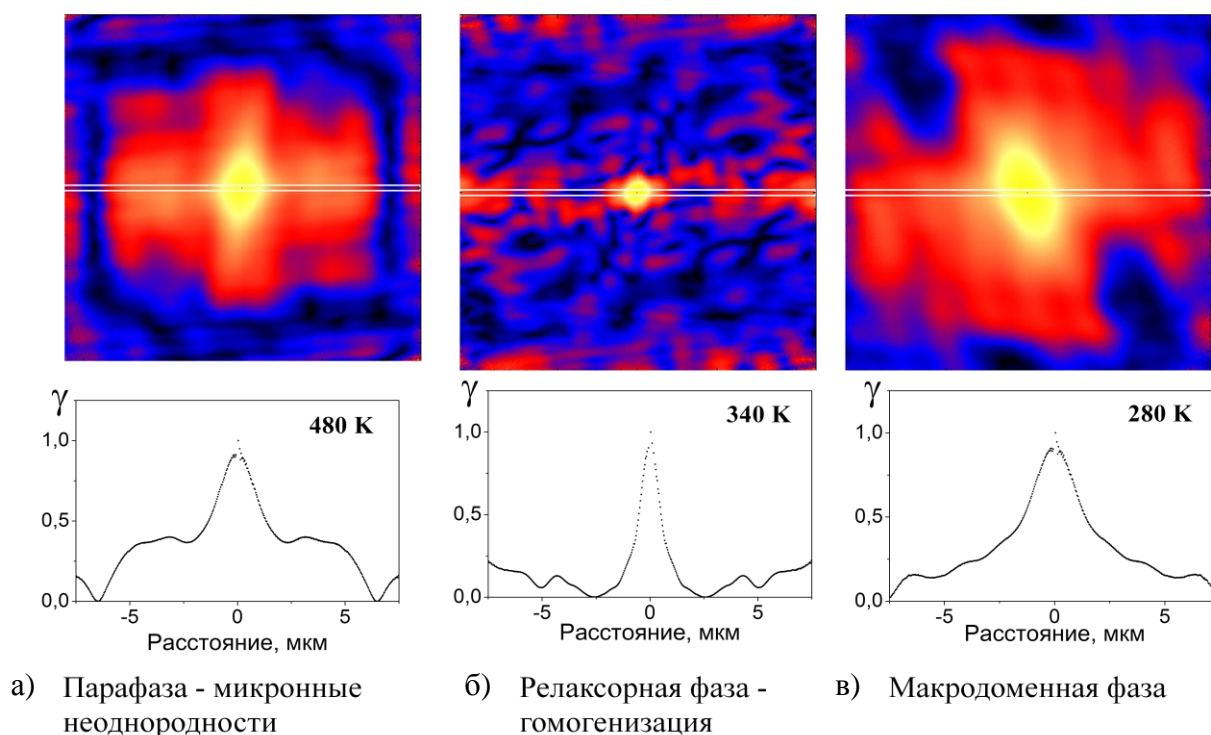 γ
480 K
1,0
0,5
0,0
-5
0
5
Расстояние, мкм
γ
340 K
1,0
0,5
0,0
-5
0
5
Расстояние, мкм
γ
280 K
1,0
0,5
0,0
-5
0
5
Расстояние, мкм
а) Парафаза - микронные
неоднородности
б) Релаксорная фаза -
гомогенизация
в) Макродоменная фаза